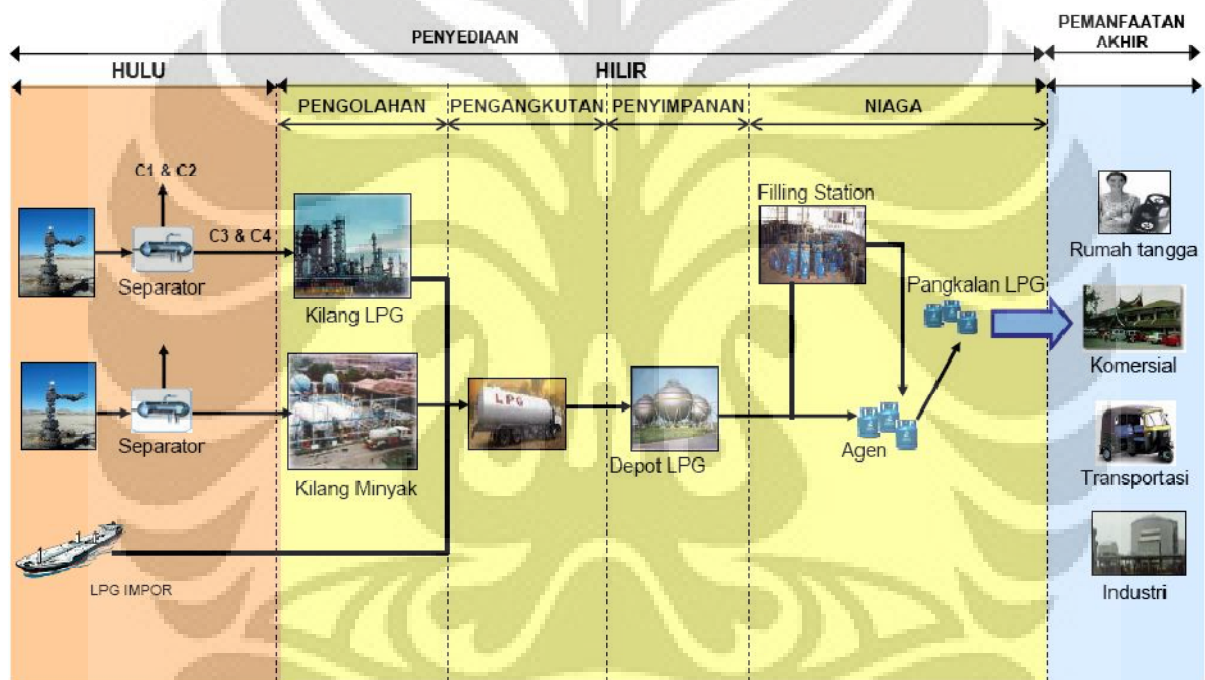 PENYEDIAAN
PEMANFAATAN
AKHIR
HULU
HILIR
PENGOLAHAN
PENGANGKUTAN
PENYIMPANAN
NIAGA
C1 & C2
C3 & C4
Separator
Kilang LPG
Filling Station
Pangkalan LPG
Rumah tangga
Komersial
Separator
Kilang Minyak
LPG
Depot LPG
Agen
Transportasi
LPG IMPOR
Industri